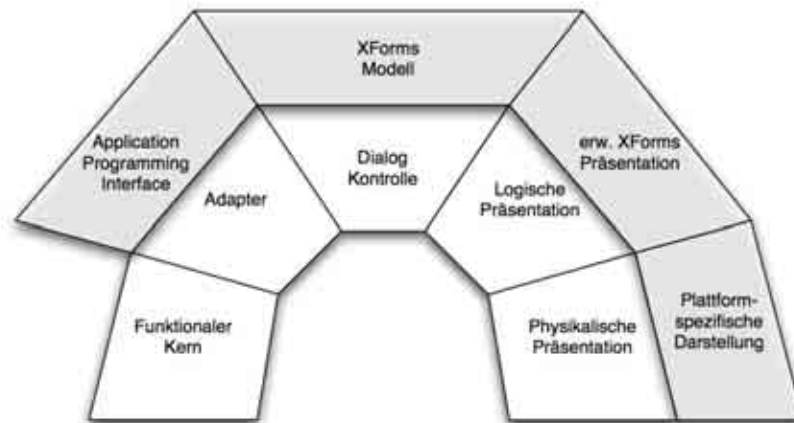 XForms
Modell
Application
Programming
Interface
erw. XForms
Präsentation
Dialog
Kontrolle
Adapter
Logische
Präsentation
Funktionaler
Kern
Physikalische
Präsentation
Plattform-
spezifische
Darstellung